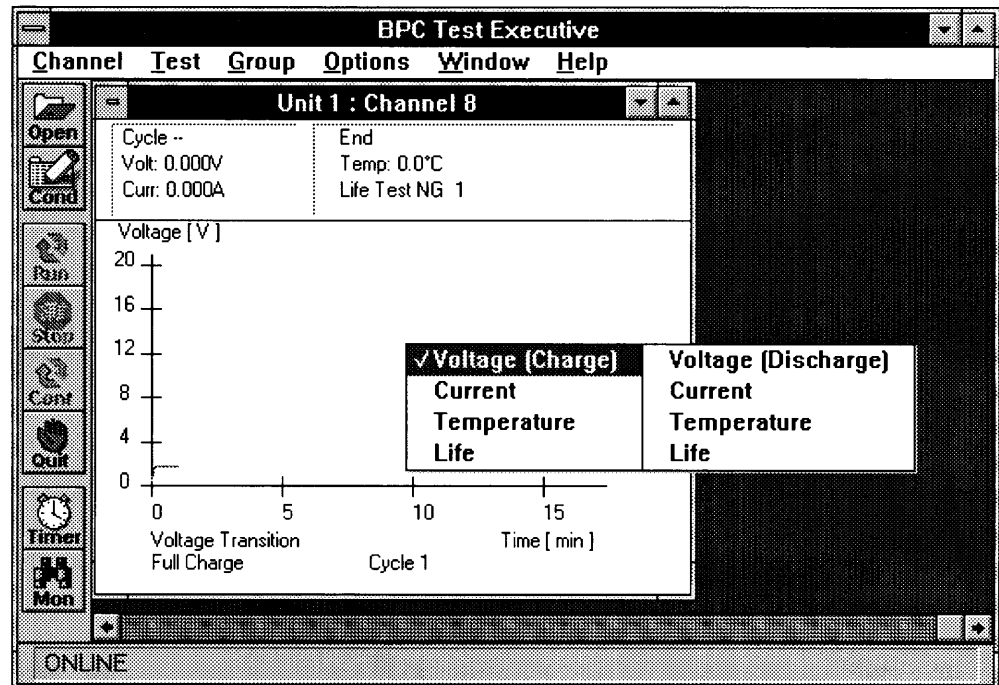 BPC Test Executive
Channel Test Group Options Window Help
Open
Cond
Run
Stop
Cont
Quit
Timer
Mon
Unit 1 : Channel 8
Cycle --
Volt: 0.000V
Curr: 0.000A
End
Temp: 0.0°C
Life Test NG 1
Voltage [ V ]
20
16
12
8
4
0
0 5 10 15
Voltage Transition Time [ min ]
Full Charge Cycle 1
✓Voltage (Charge) Voltage (Discharge)
Current Current
Temperature Temperature
Life Life
ONLINE